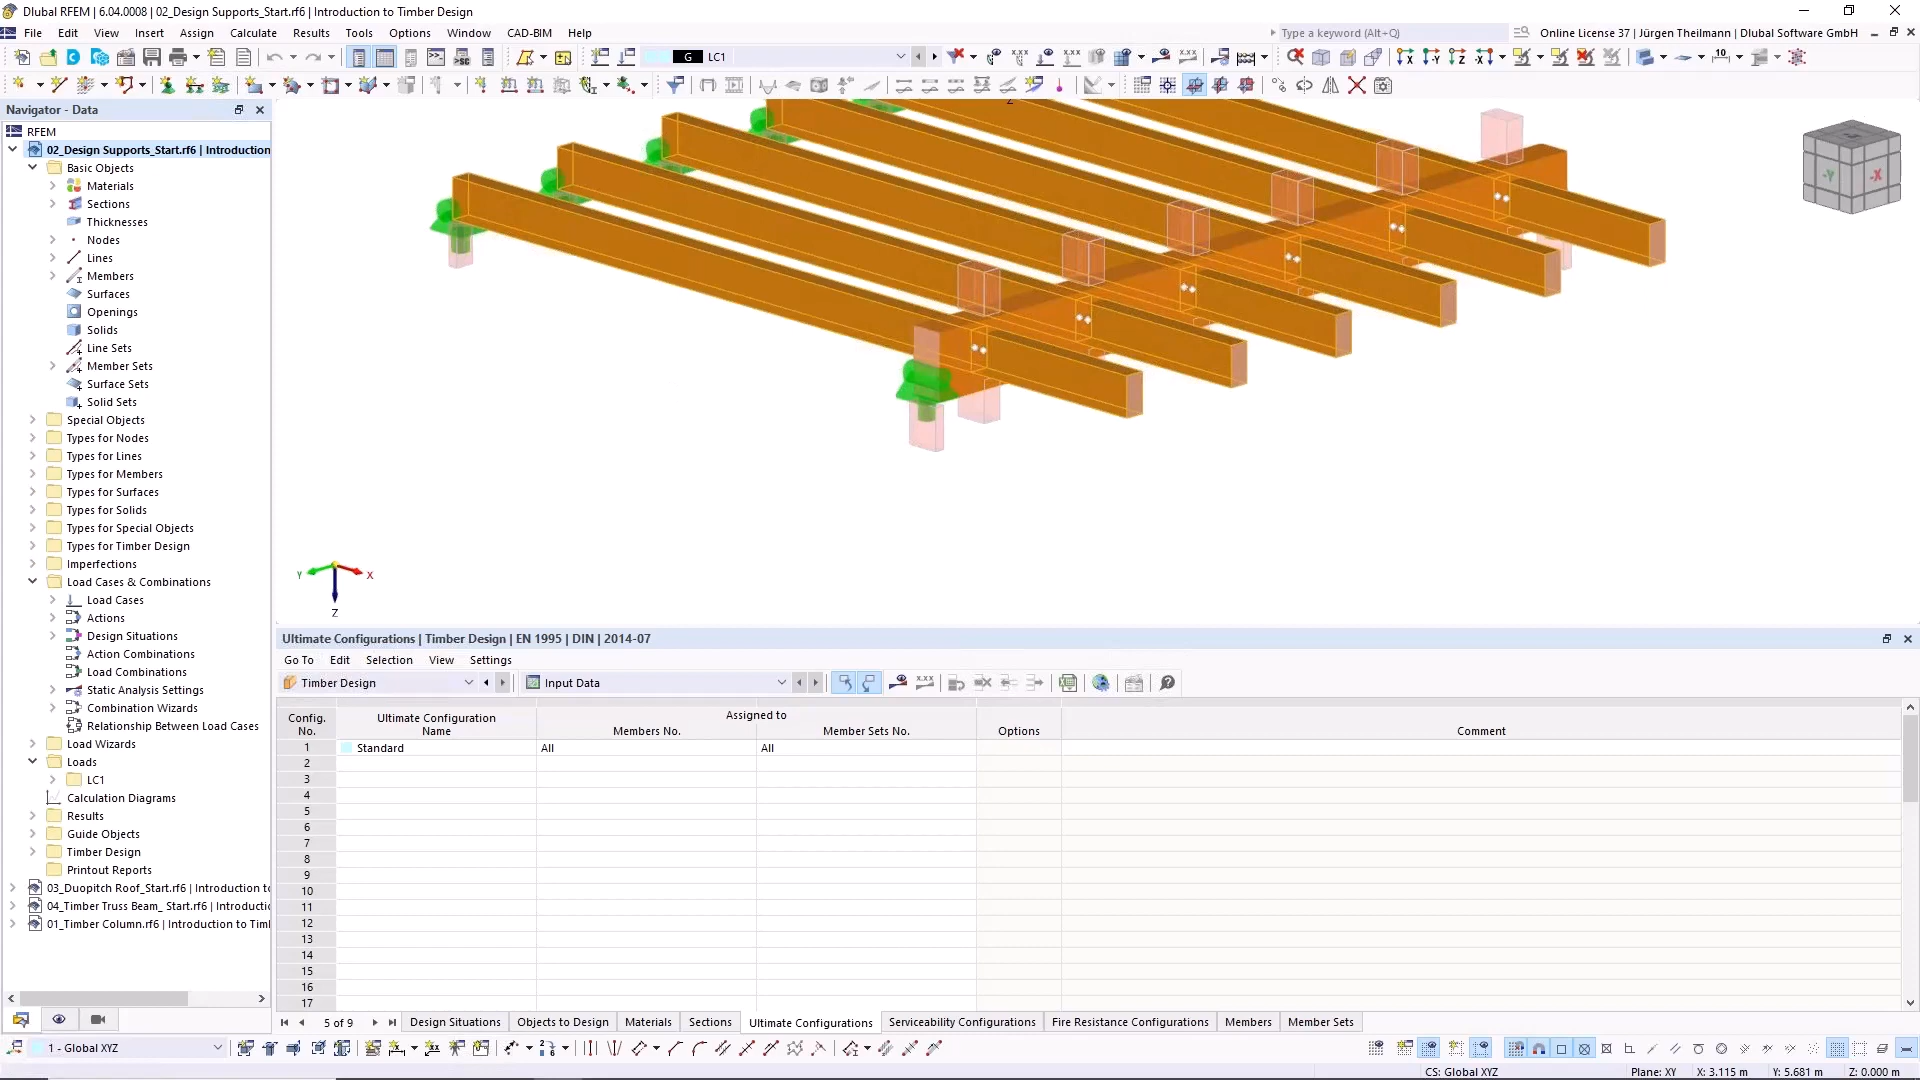 Dlubal RFEM | 6.04.0008 | 02_Design Supports_Start.rf6 | Introduction to Timber Design
File Edit View Insert Assign Calculate Results Tools Options Window CAD-BIM Help
Type a keyword (Alt+Q)
Online License 37 | Jürgen Theilmann | Dlubal Software GmbH
G LC1
Navigator - Data
RFEM
02_Design Supports_Start.rf6 | Introduction
Basic Objects
Materials
Sections
Thicknesses
Nodes
Lines
Members
Surfaces
Openings
Solids
Line Sets
Member Sets
Surface Sets
Solid Sets
Special Objects
Types for Nodes
Types for Lines
Types for Members
Types for Surfaces
Types for Solids
Types for Special Objects
Types for Timber Design
Imperfections
Load Cases & Combinations
Load Cases
Actions
Design Situations
Action Combinations
Load Combinations
Static Analysis Settings
Combination Wizards
Relationship Between Load Cases
Load Wizards
Loads
LC1
Calculation Diagrams
Results
Guide Objects
Timber Design
Printout Reports
03_Duopitch Roof_Start.rf6 | Introduction to
04_Timber Truss Beam_ Start.rf6 | Introductio
01_Timber Column.rf6 | Introduction to Tim
Z
-Y -X
Y X
Z
Ultimate Configurations | Timber Design | EN 1995 | DIN | 2014-07
Go To Edit Selection View Settings
Timber Design Input Data
Config. No. Ultimate Configuration Name Assigned to Members No. Member Sets No. Options Comment
1 Standard All All
2
3
4
5
6
7
8
9
10
11
12
13
14
15
16
17
5 of 9 Design Situations Objects to Design Materials Sections Ultimate Configurations Serviceability Configurations Fire Resistance Configurations Members Member Sets
1 - Global XYZ
CS: Global XYZ Plane: XY X: 3.115 m Y: 5.681 m Z: 0.000 m